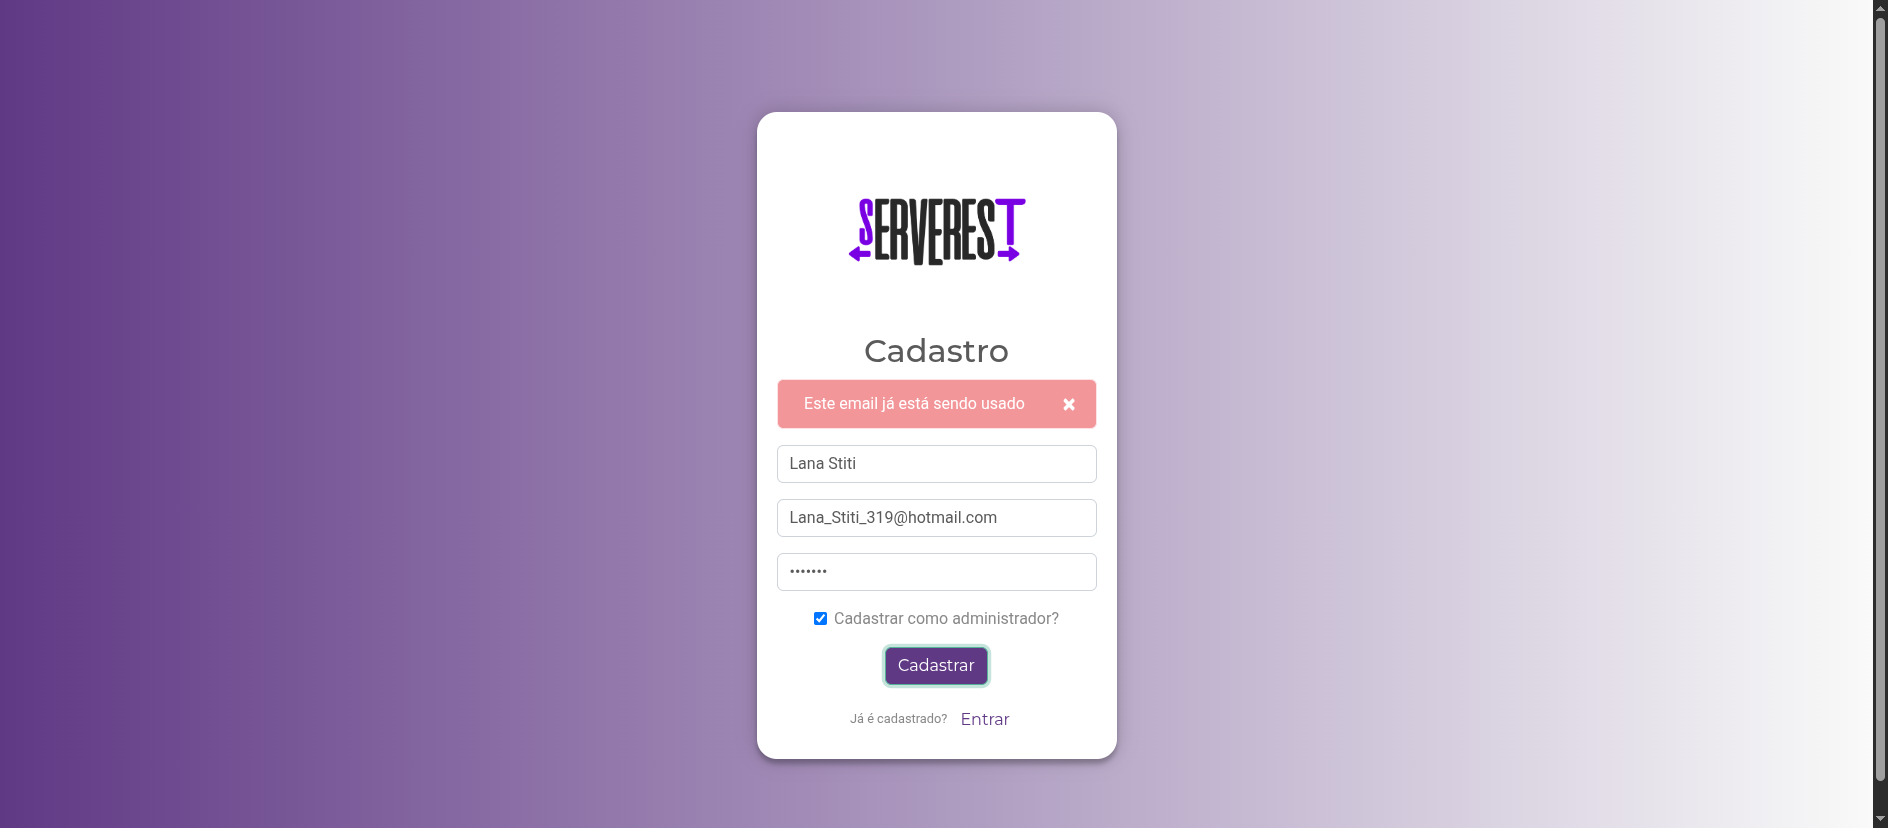 SERVEREST
Cadastro
Este email já está sendo usado ×
Lana Stiti
Lana_Stiti_319@hotmail.com
•••••••
Cadastrar como administrador?
Cadastrar
Já é cadastrado? Entrar